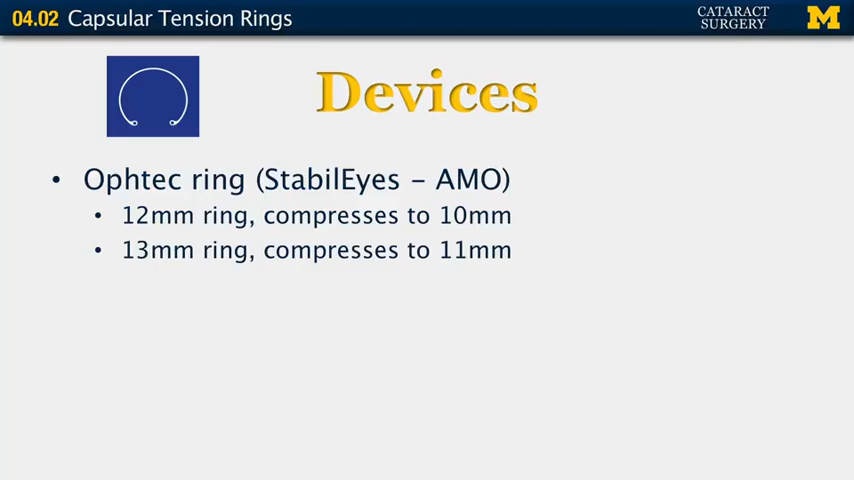 04.02 Capsular Tension Rings
CATARACT
SURGERY
M
Devices
• Ophtec ring (StabilEyes – AMO)
• 12mm ring, compresses to 10mm
• 13mm ring, compresses to 11mm